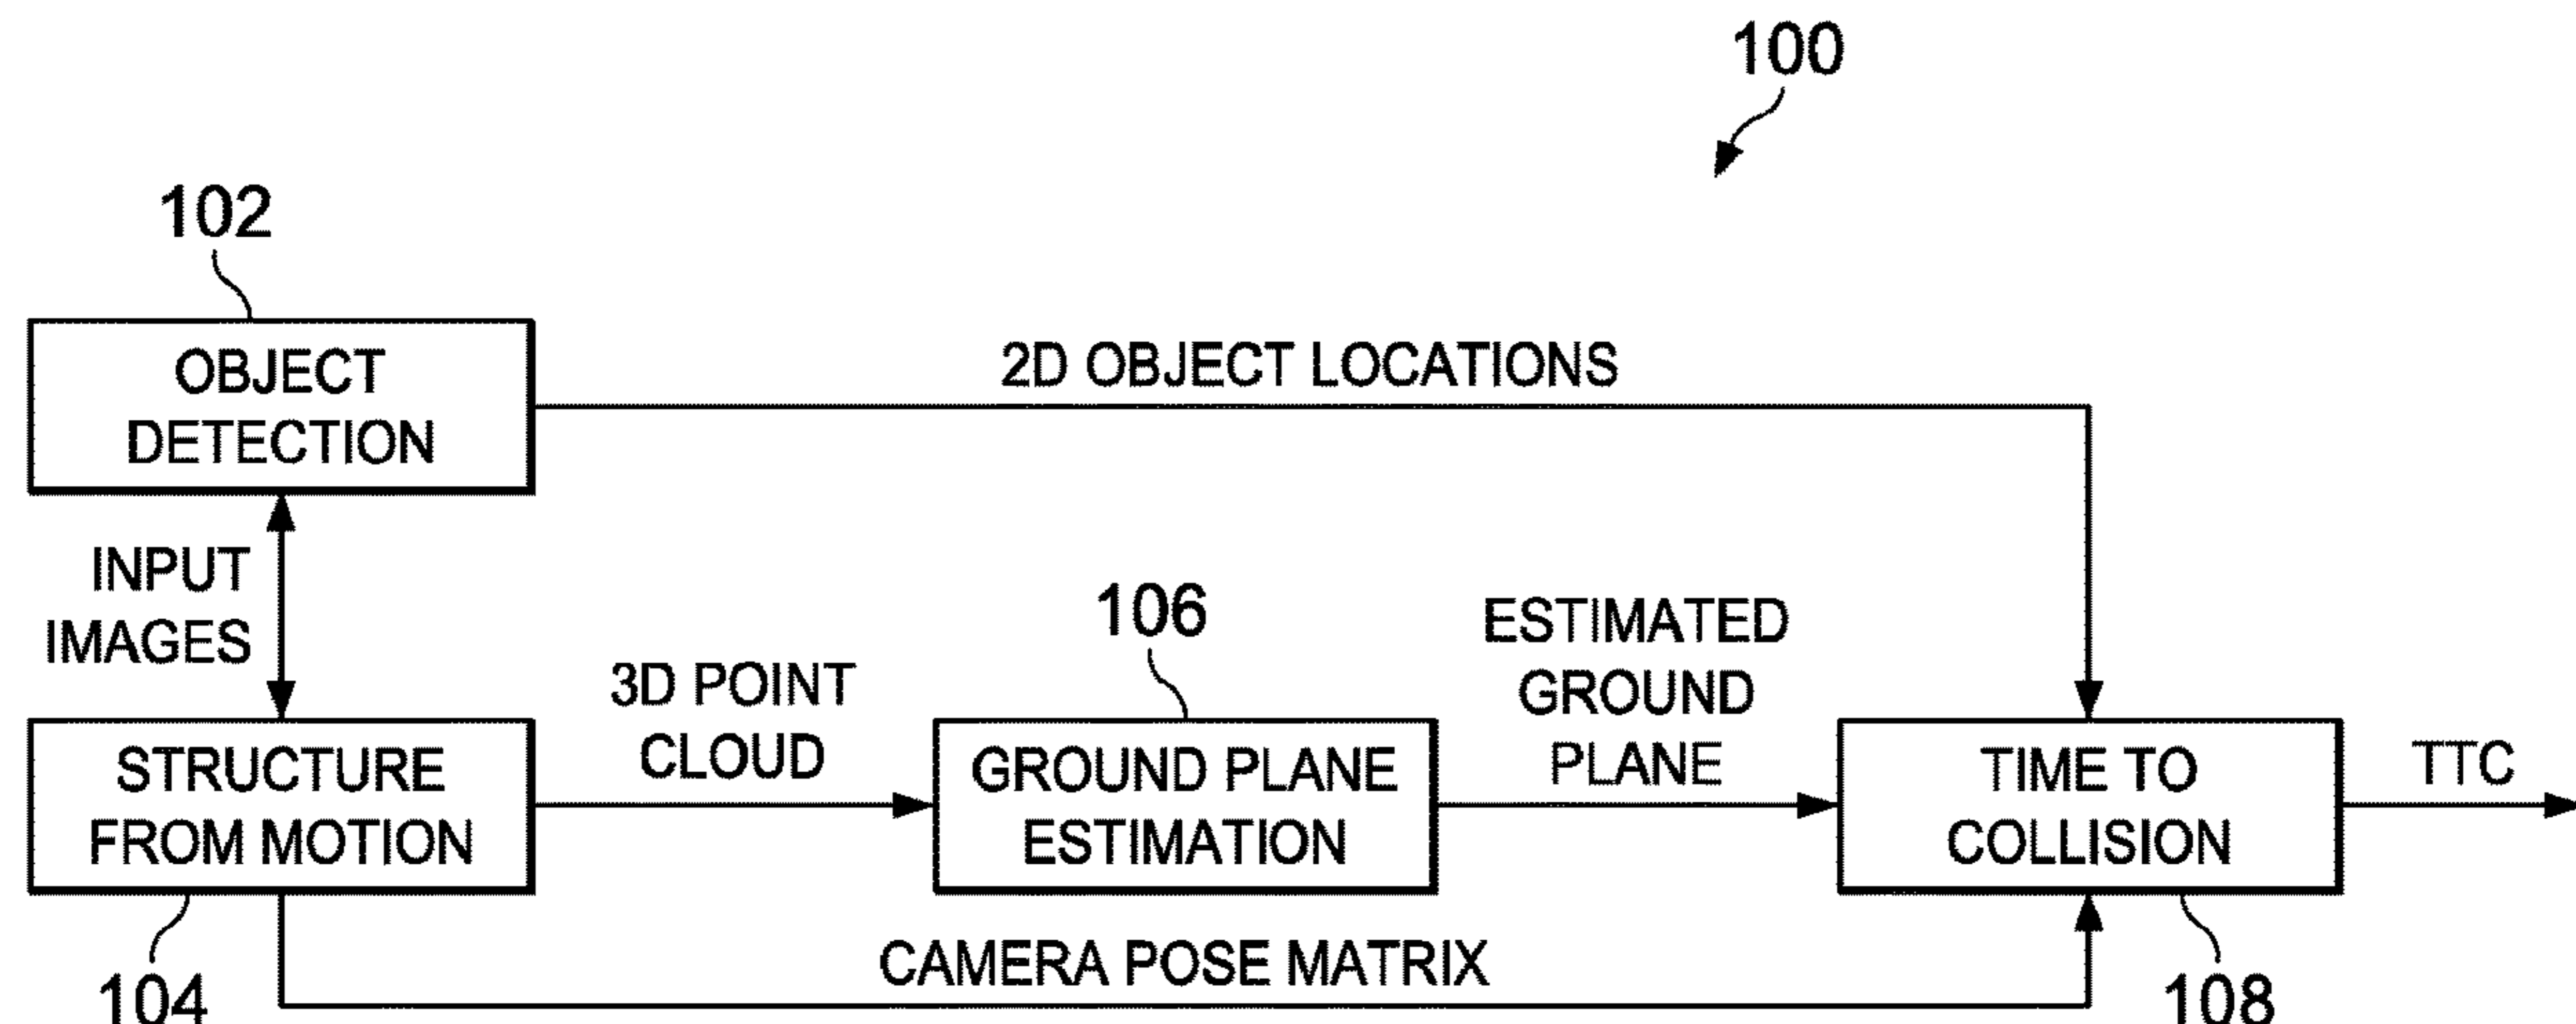 100
102
OBJECT
DETECTION
2D OBJECT LOCATIONS
INPUT
IMAGES
3D POINT
CLOUD
106
ESTIMATED
GROUND
PLANE
STRUCTURE
FROM MOTION
GROUND PLANE
ESTIMATION
TIME TO
COLLISION
TTC
CAMERA POSE MATRIX
104
108